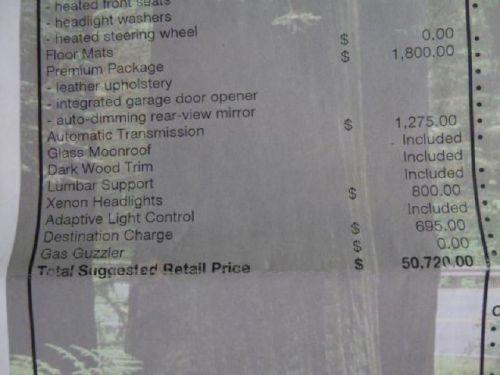 - heated front seats
- headlight washers
- heated steering wheel
Floor Mats $ 0.00
Premium Package $ 1,800.00
- leather upholstery
- integrated garage door opener
- auto-dimming rear-view mirror
Automatic Transmission $ 1,275.00
Glass Moonroof Included
Dark Wood Trim Included
Lumbar Support Included
Xenon Headlights $ 800.00
Adaptive Light Control Included
Destination Charge $ 695.00
Gas Guzzler $ 0.00
Total Suggested Retail Price $ 50,720.00